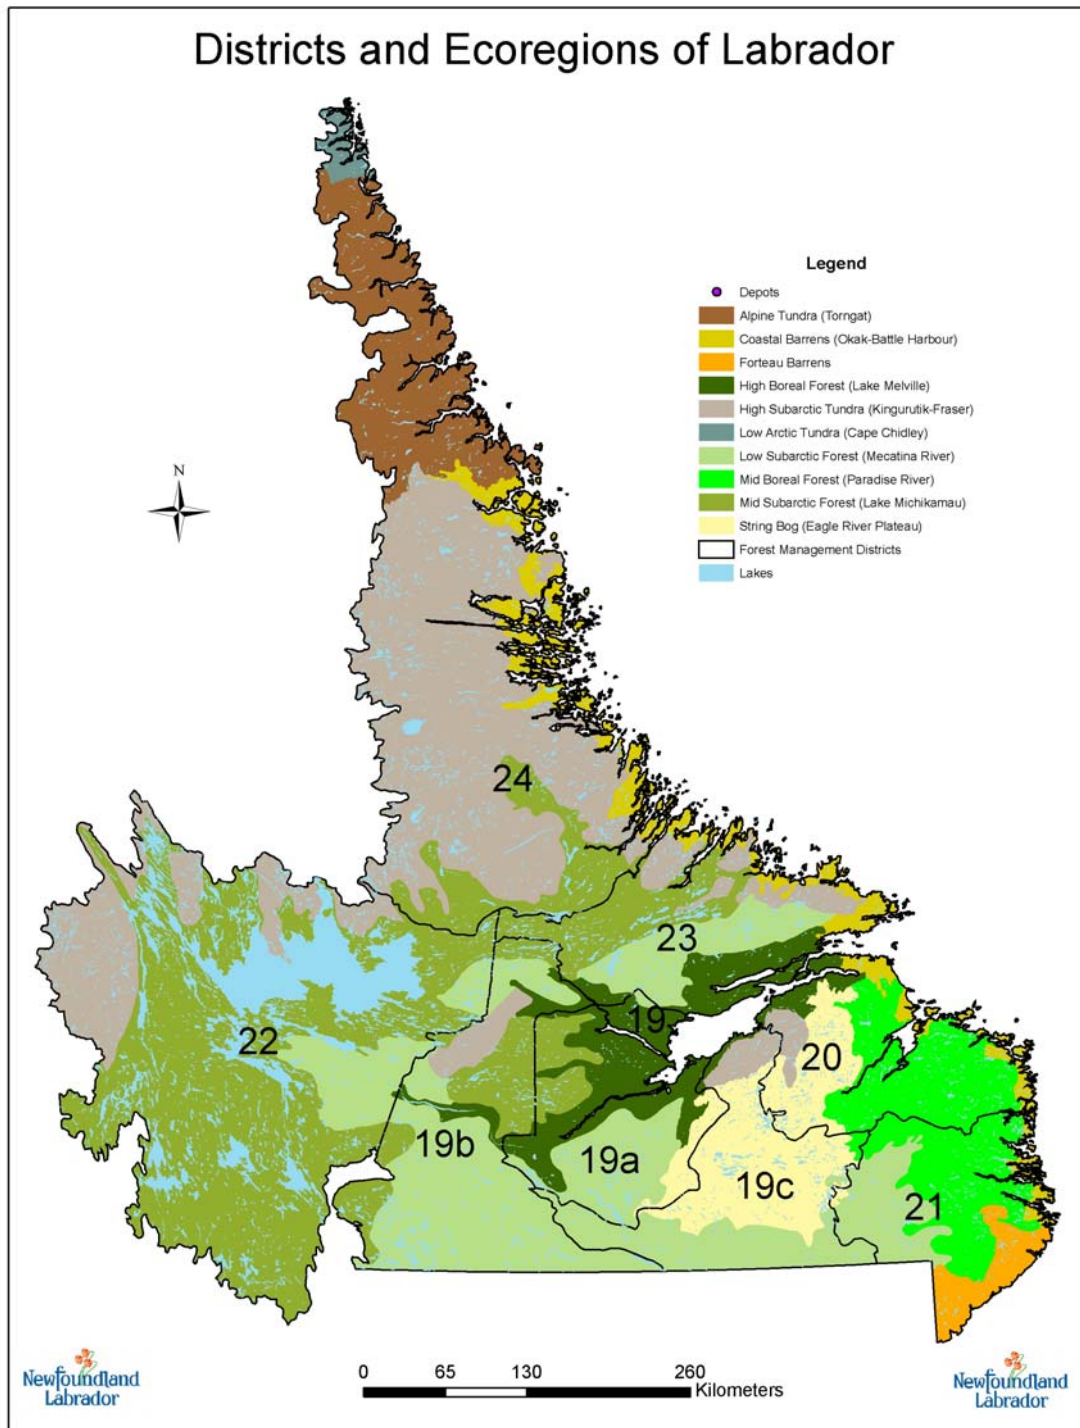 Districts and Ecoregions of Labrador
Legend
Depots
Alpine Tundra (Torngat)
Coastal Barrens (Okak-Battle Harbour)
Forteau Barrens
High Boreal Forest (Lake Melville)
High Subarctic Tundra (Kingurutik-Fraser)
Low Arctic Tundra (Cape Chidley)
Low Subarctic Forest (Mecatina River)
Mid Boreal Forest (Paradise River)
Mid Subarctic Forest (Lake Michikamau)
String Bog (Eagle River Plateau)
Forest Management Districts
Lakes
N
24
23
22
19
20
19b
19a
19c
21
Newfoundland
Labrador
0 65 130 260
Kilometers
Newfoundland
Labrador